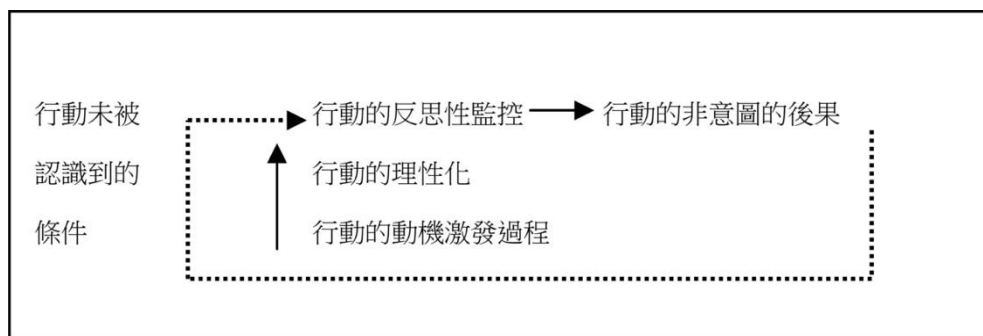 行動未被
認識到的
條件
行動的反思性監控
行動的理性化
行動的動機激發過程
行動的非意圖的後果